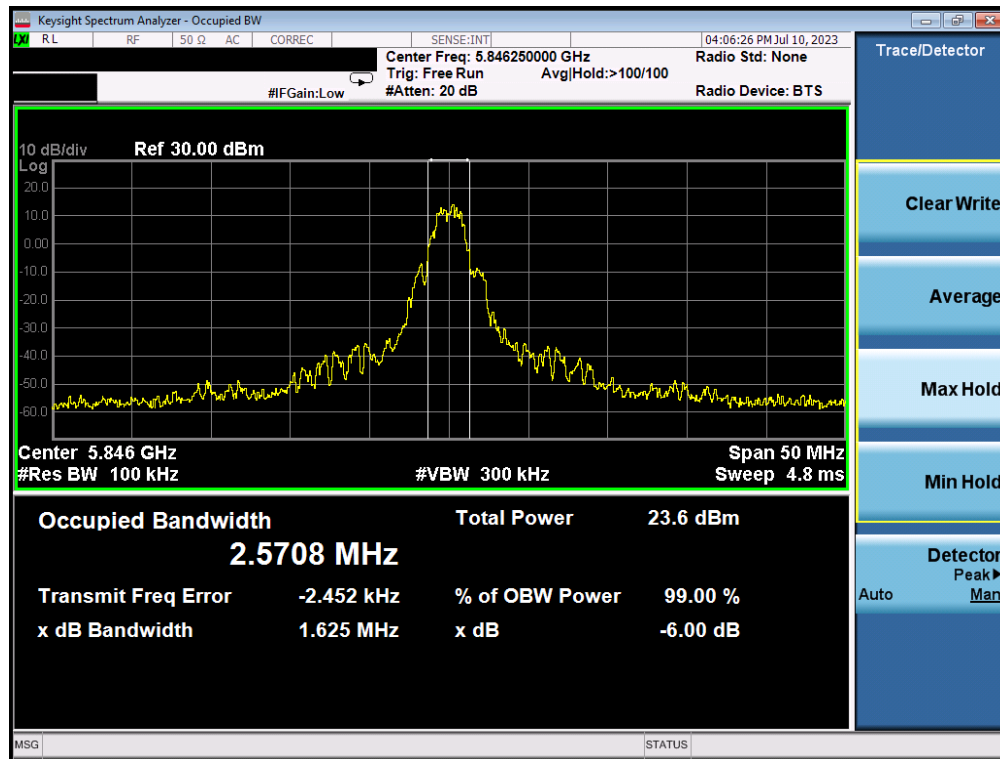 Keysight Spectrum Analyzer - Occupied BW
LXI RL RF 50 Ω AC CORREC SENSE:INT 04:06:26 PM Jul 10, 2023
Center Freq: 5.846250000 GHz Radio Std: None
Trig: Free Run Avg|Hold:>100/100
#IFGain:Low #Atten: 20 dB Radio Device: BTS
10 dB/div Ref 30.00 dBm
Log
20.0
10.0
0.00
-10.0
-20.0
-30.0
-40.0
-50.0
-60.0
Center 5.846 GHz Span 50 MHz
#Res BW 100 kHz #VBW 300 kHz Sweep 4.8 ms
Occupied Bandwidth Total Power 23.6 dBm
2.5708 MHz
Transmit Freq Error -2.452 kHz % of OBW Power 99.00 %
x dB Bandwidth 1.625 MHz x dB -6.00 dB
MSG STATUS
Trace/Detector
Clear Write
Average
Max Hold
Min Hold
Detector
Peak▶
Auto Man